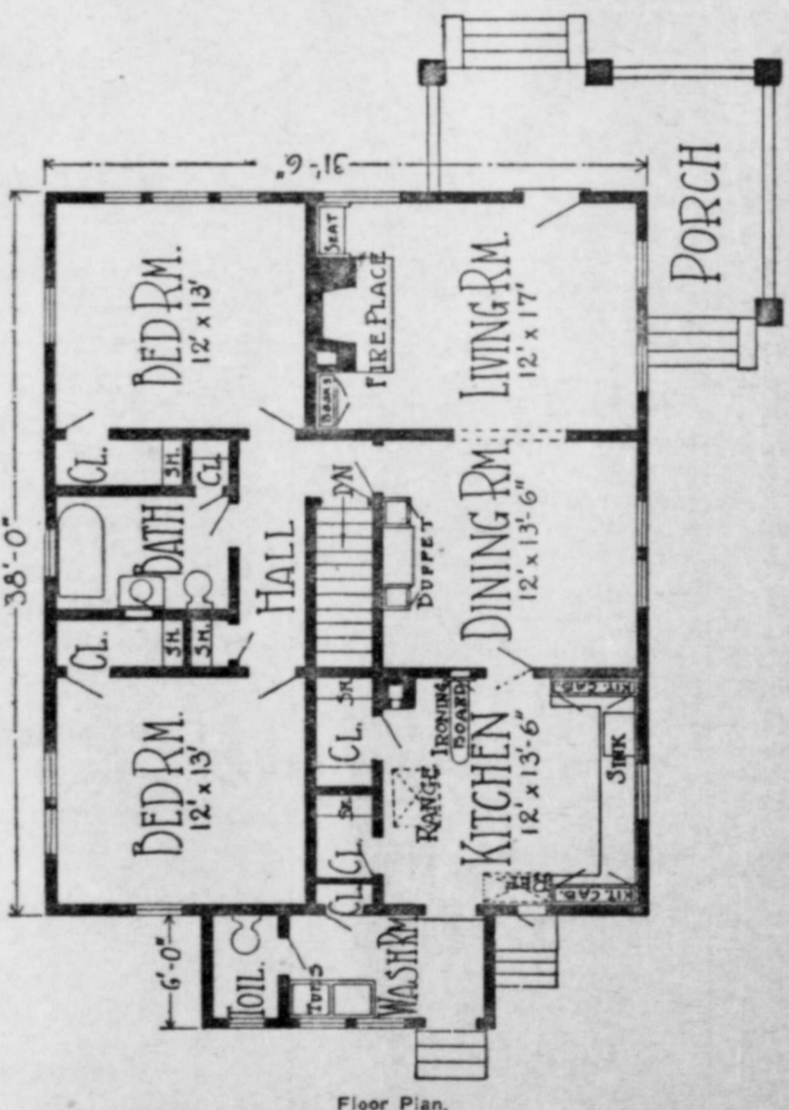 31'-6"
38'-0"
PORCH
BED RM.
12' x 13'
SEAT
FIRE PLACE
BOOKS
LIVING RM.
12' x 17'
CL.
SH.
CL.
BATH
HALL
DN
BUFFET
DINING RM.
12' x 13'-6"
CL.
SH.
SH.
BED RM.
12' x 13'
SH.
CL.
SH.
CL.
CL.
IRONING
BOARD
RANGE
KITCHEN
12' x 13'-6"
KIT. CAB.
SINK
KIT. CAB.
6'-0"
TOIL.
TUBS
WASH RM
Floor Plan.